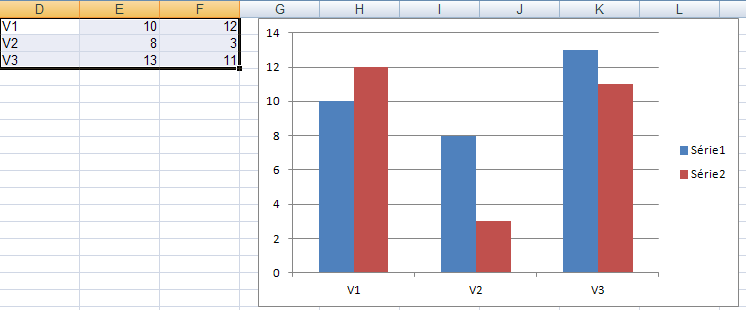 D E F G H I J K L
V1 10 12
V2 8 3
V3 13 11
14
12
10
8
6
4
2
0
V1 V2 V3
Série1
Série2